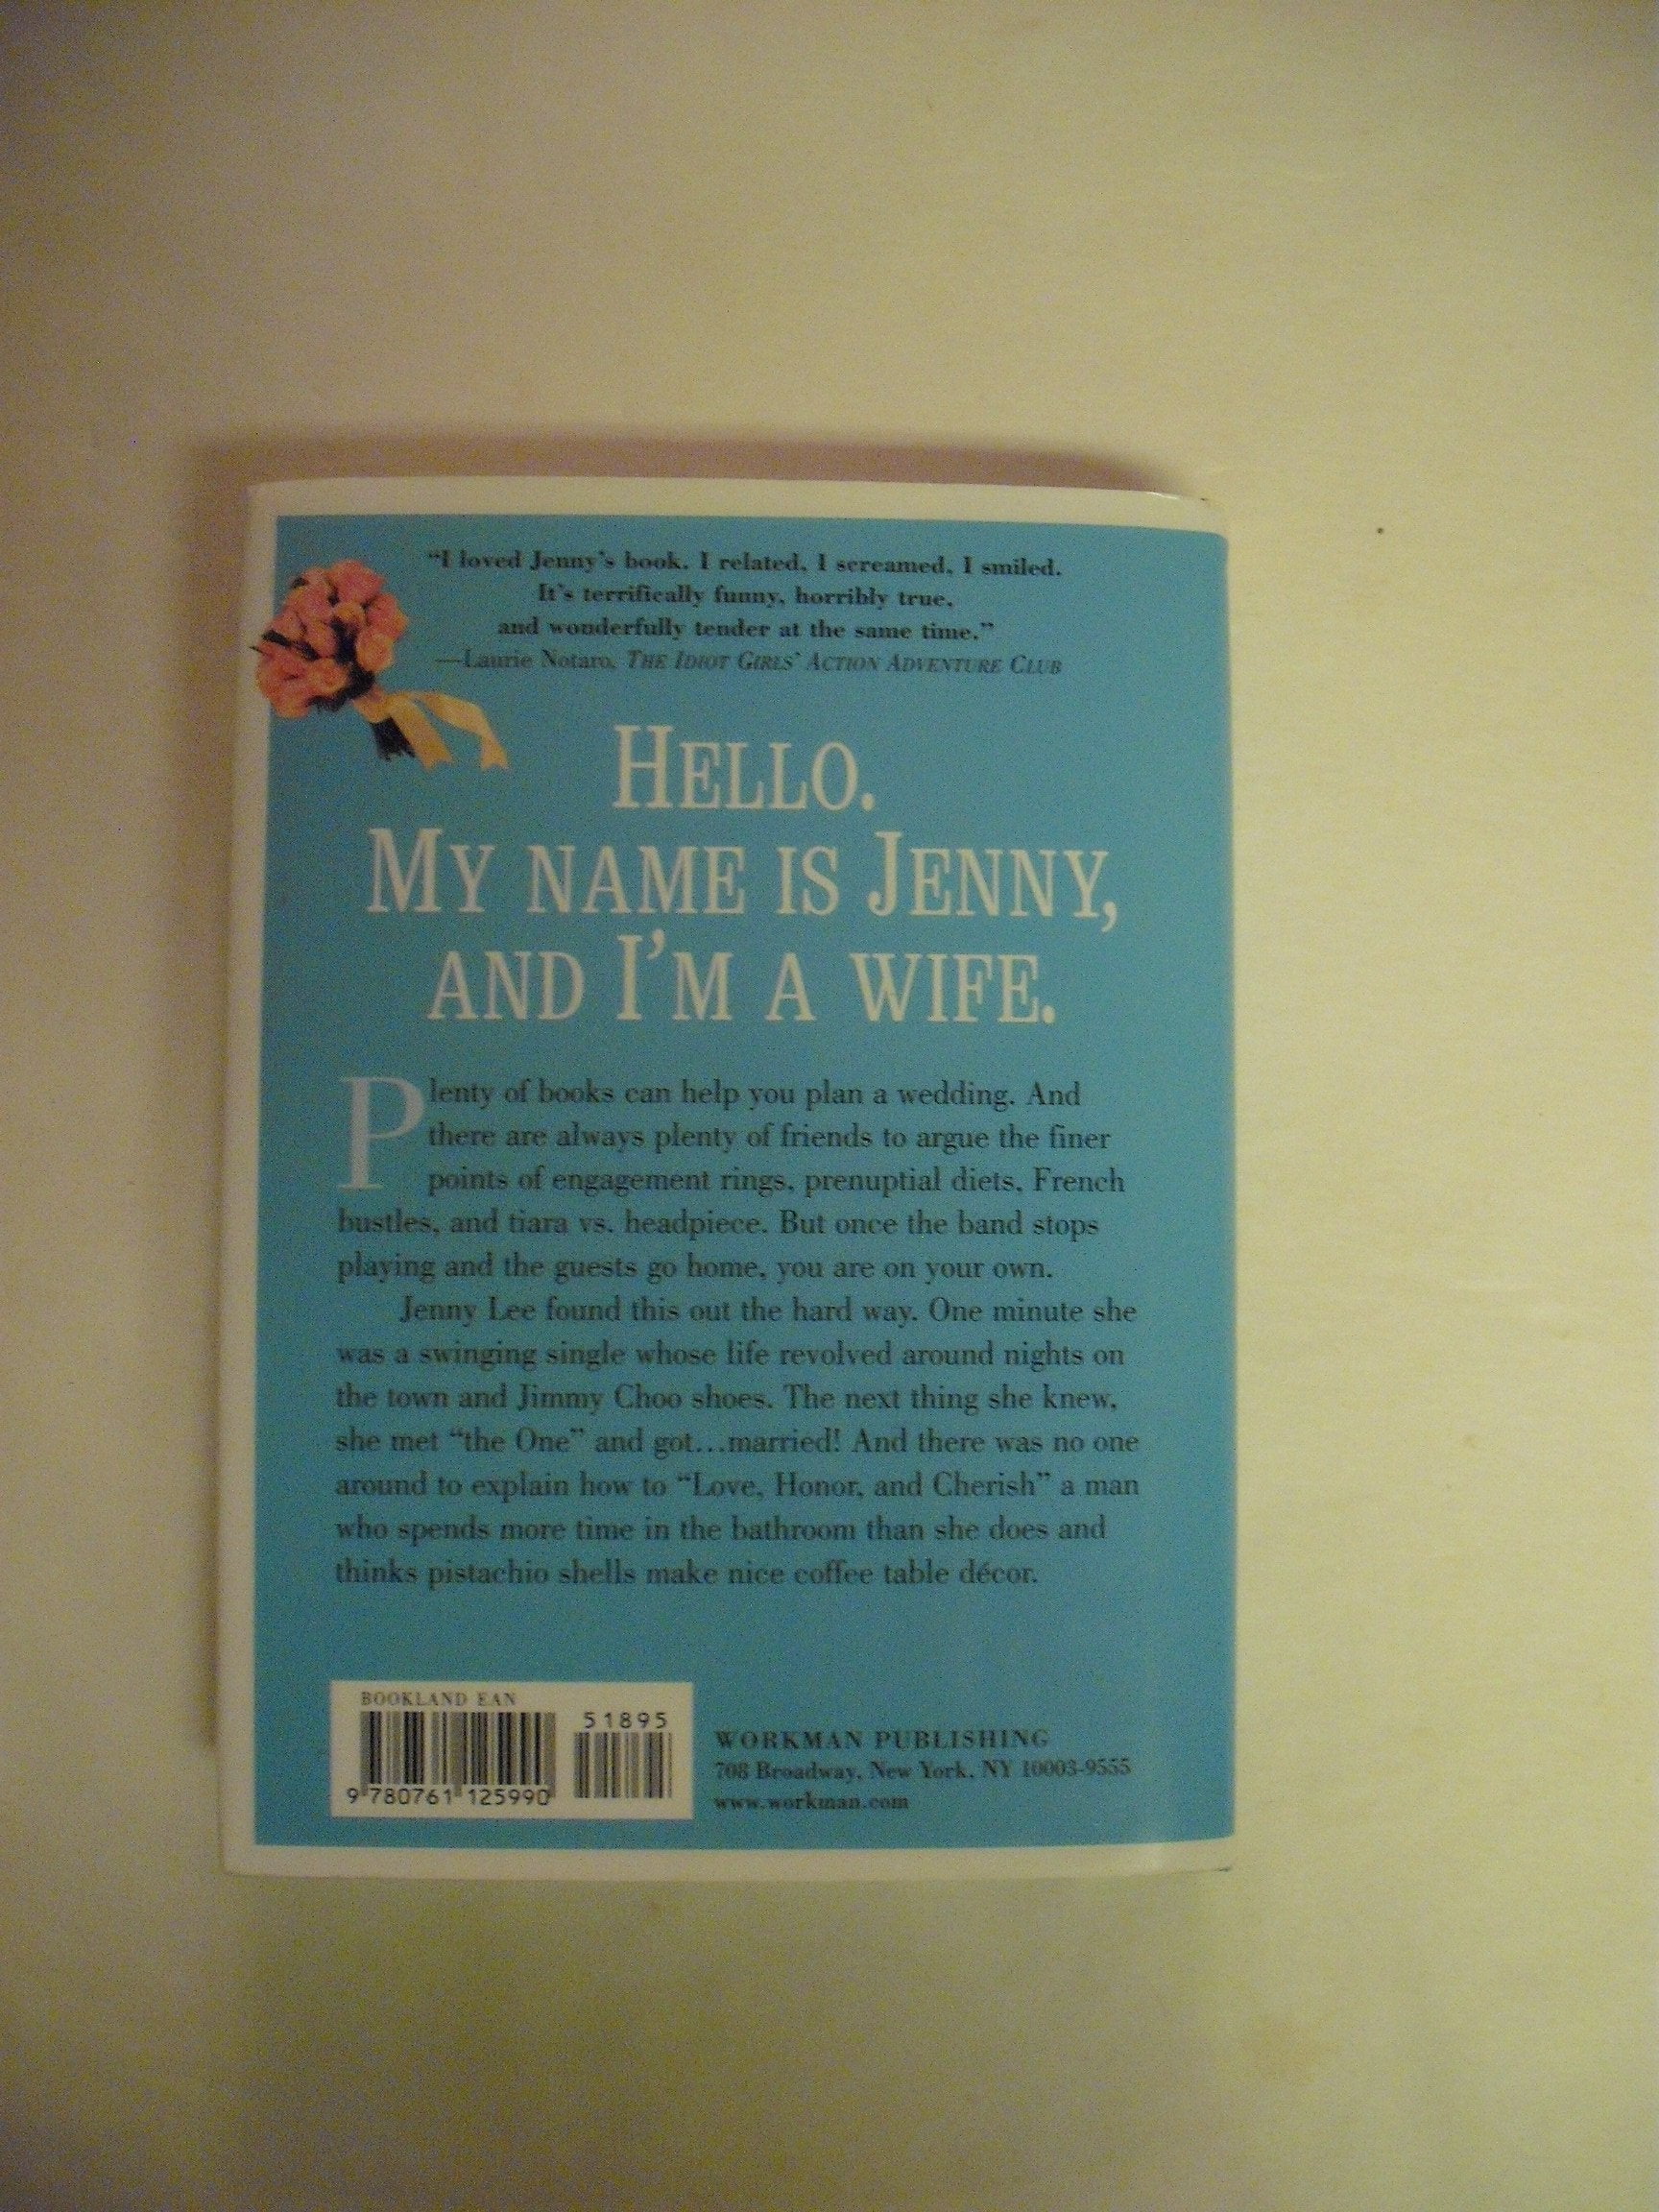 “I loved Jenny’s book. I related, I screamed, I smiled.
It’s terrifically funny, horribly true,
and wonderfully tender at the same time.”
—Laurie Notaro, THE IDIOT GIRLS’ ACTION ADVENTURE CLUB
HELLO.
MY NAME IS JENNY,
AND I’M A WIFE.
Plenty of books can help you plan a wedding. And
there are always plenty of friends to argue the finer
points of engagement rings, prenuptial diets, French
bustles, and tiara vs. headpiece. But once the band stops
playing and the guests go home, you are on your own.
Jenny Lee found this out the hard way. One minute she
was a swinging single whose life revolved around nights on
the town and Jimmy Choo shoes. The next thing she knew,
she met “the One” and got…married! And there was no one
around to explain how to “Love, Honor, and Cherish” a man
who spends more time in the bathroom than she does and
thinks pistachio shells make nice coffee table décor.
BOOKLAND EAN
51895
9 780761 125990
WORKMAN PUBLISHING
708 Broadway, New York, NY 10003-9555
www.workman.com